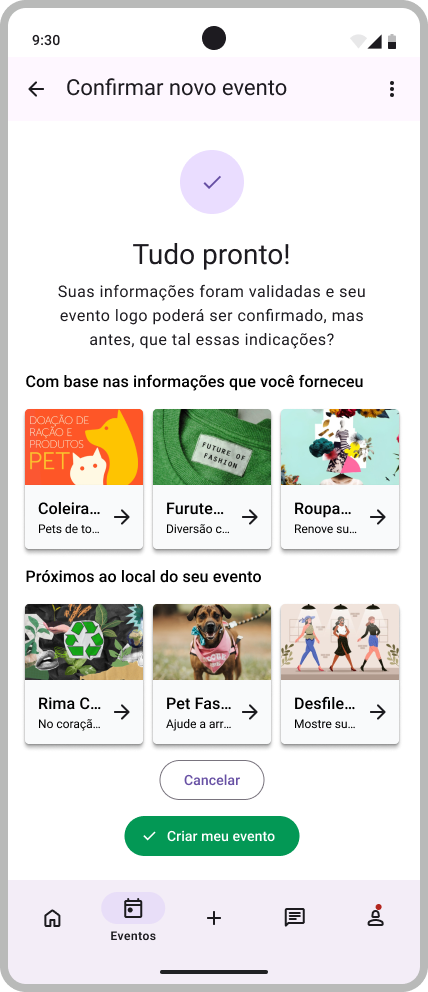 9:30
Confirmar novo evento
Tudo pronto!
Suas informações foram validadas e seu
evento logo poderá ser confirmado, mas
antes, que tal essas indicações?
Com base nas informações que você forneceu
DOAÇÃO DE
RAÇÃO E
PRODUTOS
PET
FUTURE OF
FASHION
Coleira...
Pets de to...
Furute...
Diversão c...
Roupa...
Renove su...
Próximos ao local do seu evento
Rima C...
No coraçã...
Pet Fas...
Ajude a arr...
Desfile...
Mostre su...
Cancelar
Criar meu evento
Eventos